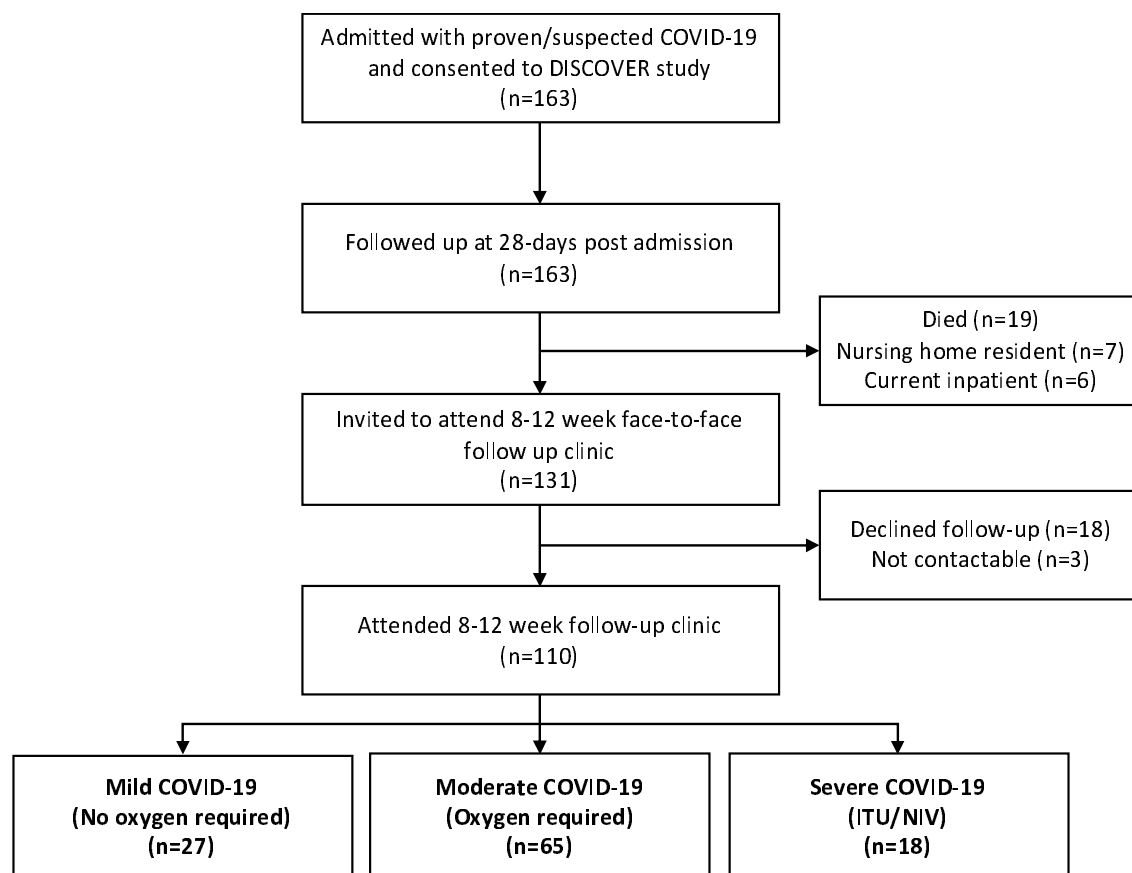 Admitted with proven/suspected COVID-19
and consented to DISCOVER study
(n=163)
Followed up at 28-days post admission
(n=163)
Died (n=19)
Nursing home resident (n=7)
Current inpatient (n=6)
Invited to attend 8-12 week face-to-face
follow up clinic
(n=131)
Declined follow-up (n=18)
Not contactable (n=3)
Attended 8-12 week follow-up clinic
(n=110)
Mild COVID-19
(No oxygen required)
(n=27)
Moderate COVID-19
(Oxygen required)
(n=65)
Severe COVID-19
(ITU/NIV)
(n=18)